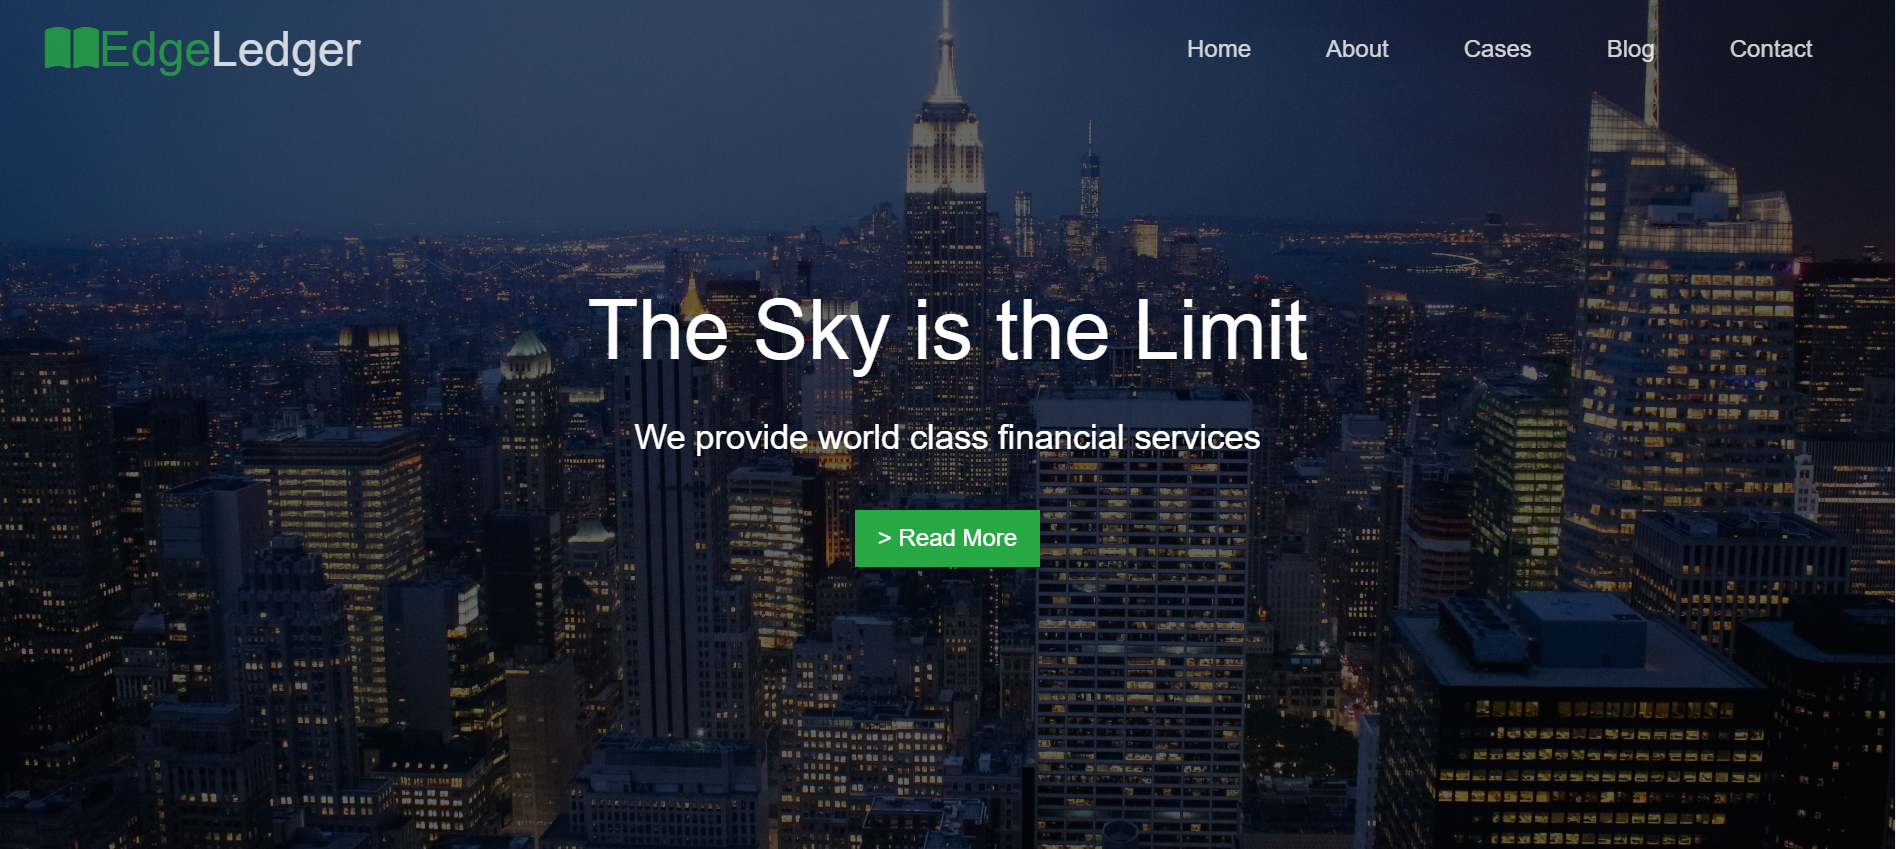 EdgeLedger
Home About Cases Blog Contact
The Sky is the Limit
We provide world class financial services
> Read More